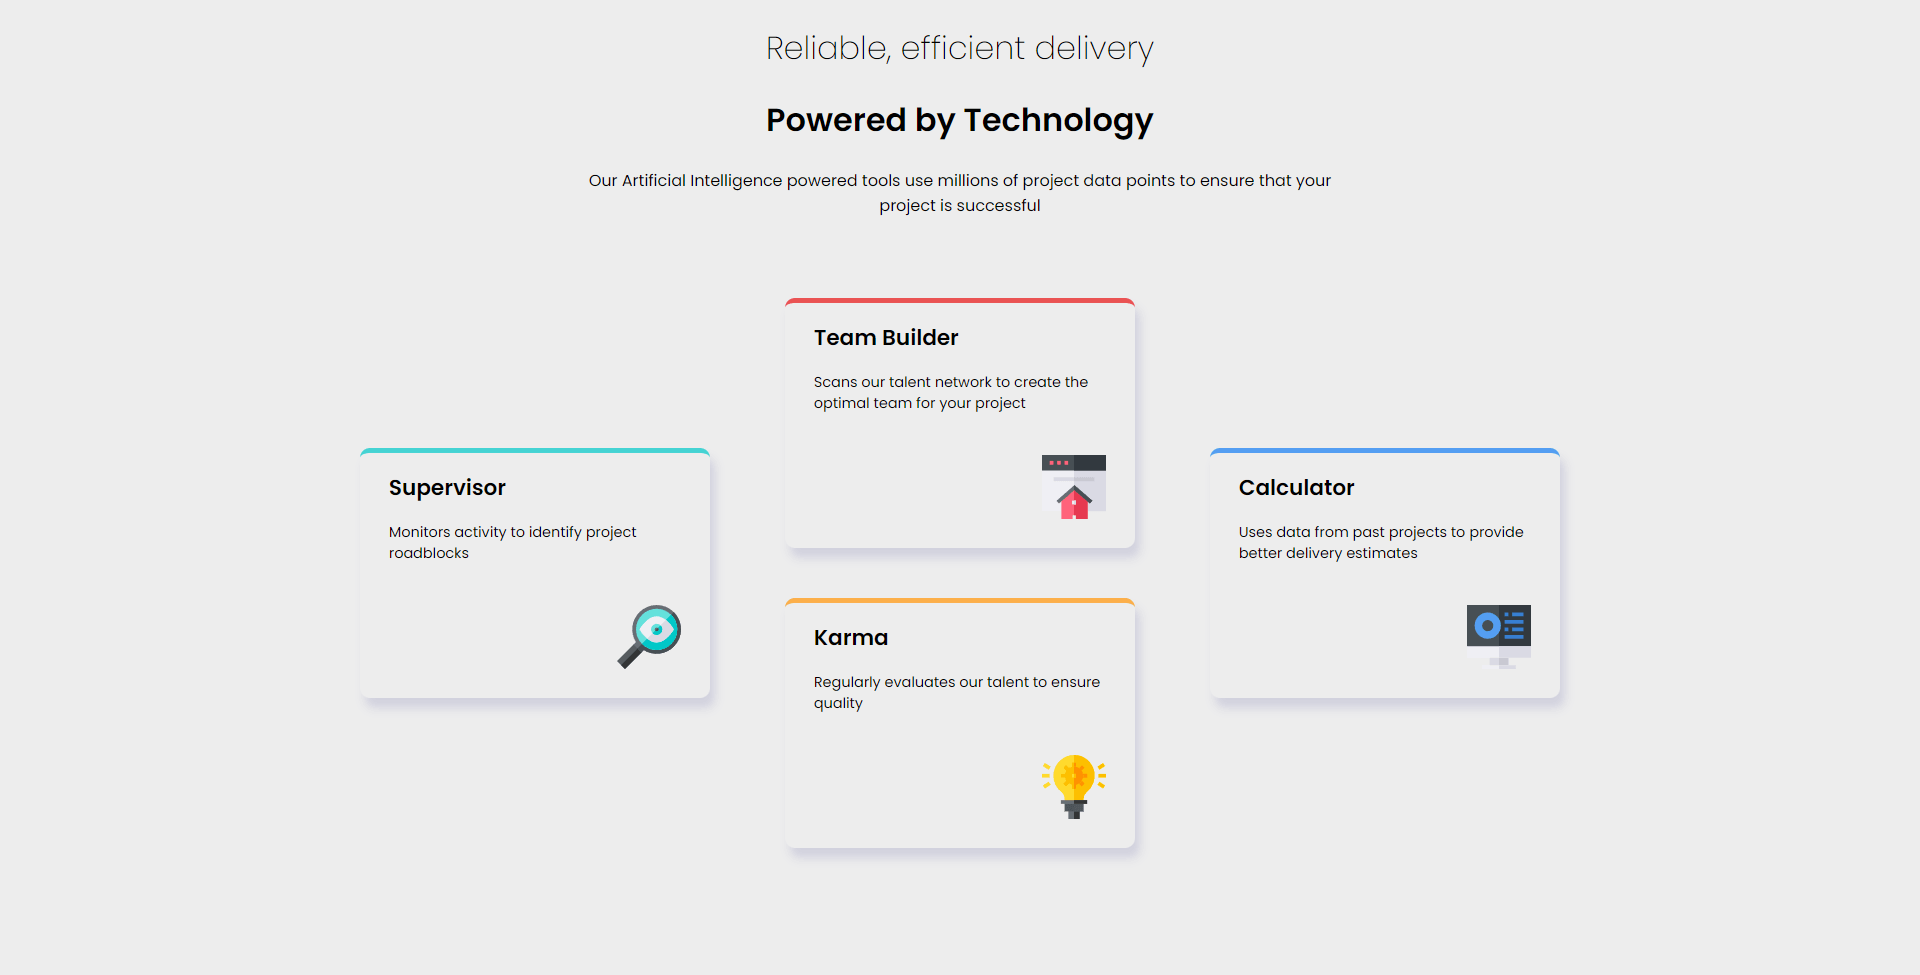 Reliable, efficient delivery
Powered by Technology
Our Artificial Intelligence powered tools use millions of project data points to ensure that your
project is successful
Supervisor
Monitors activity to identify project
roadblocks
Team Builder
Scans our talent network to create the
optimal team for your project
Karma
Regularly evaluates our talent to ensure
quality
Calculator
Uses data from past projects to provide
better delivery estimates